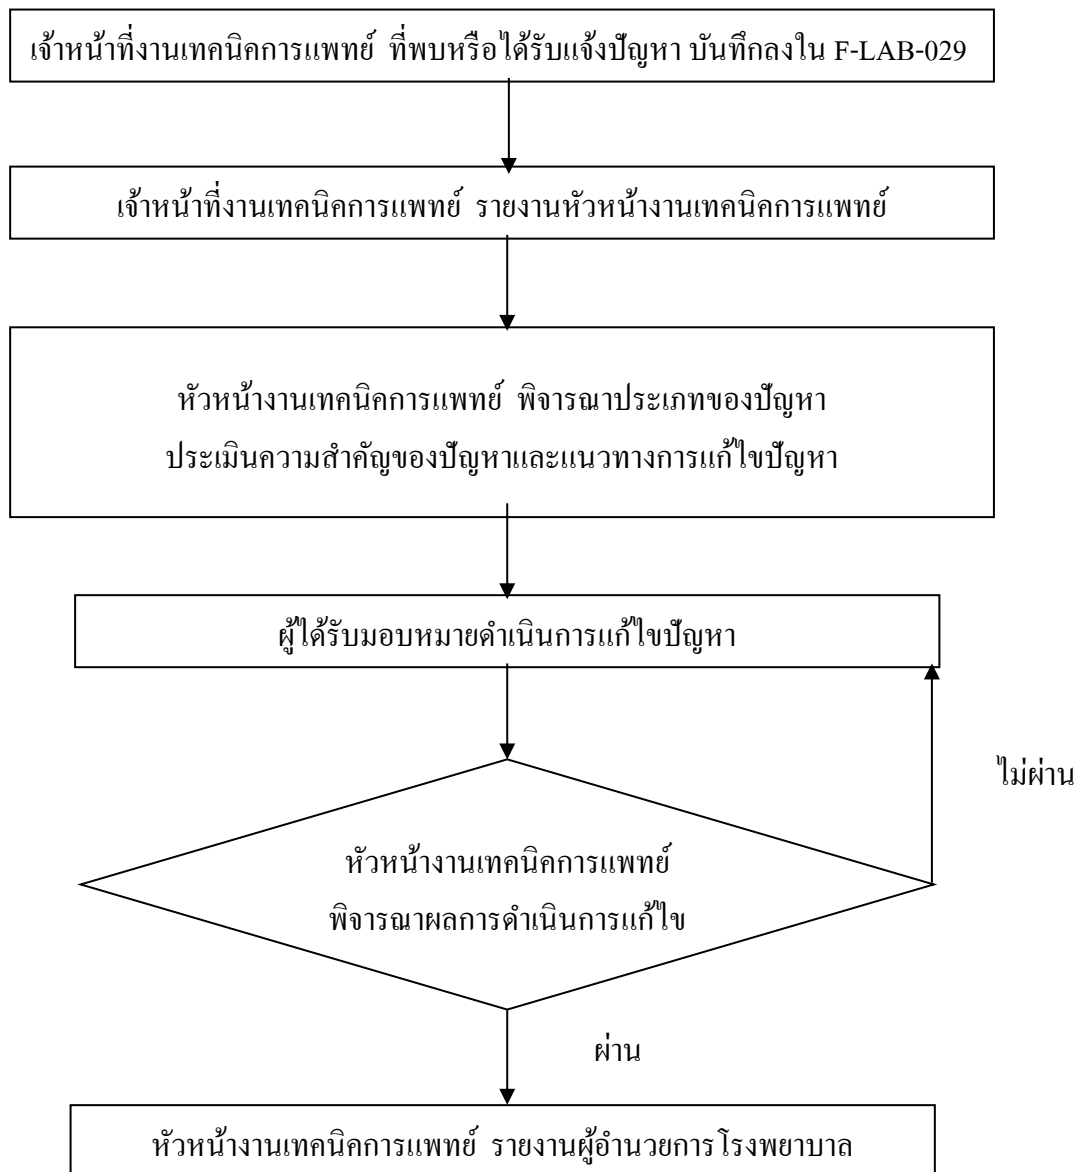 เจ้าหน้าที่งานเทคนิคการแพทย์ ที่พบหรือได้รับแจ้งปัญหา บันทึกลงใน F-LAB-029
เจ้าหน้าที่งานเทคนิคการแพทย์ รายงานหัวหน้างานเทคนิคการแพทย์
หัวหน้างานเทคนิคการแพทย์ พิจารณาประเภทของปัญหา
ประเมินความสำคัญของปัญหาและแนวทางการแก้ไขปัญหา
ผู้ได้รับมอบหมายดำเนินการแก้ไขปัญหา
ไม่ผ่าน
หัวหน้างานเทคนิคการแพทย์
พิจารณาผลการดำเนินการแก้ไข
ผ่าน
หัวหน้างานเทคนิคการแพทย์ รายงานผู้อำนวยการโรงพยาบาล